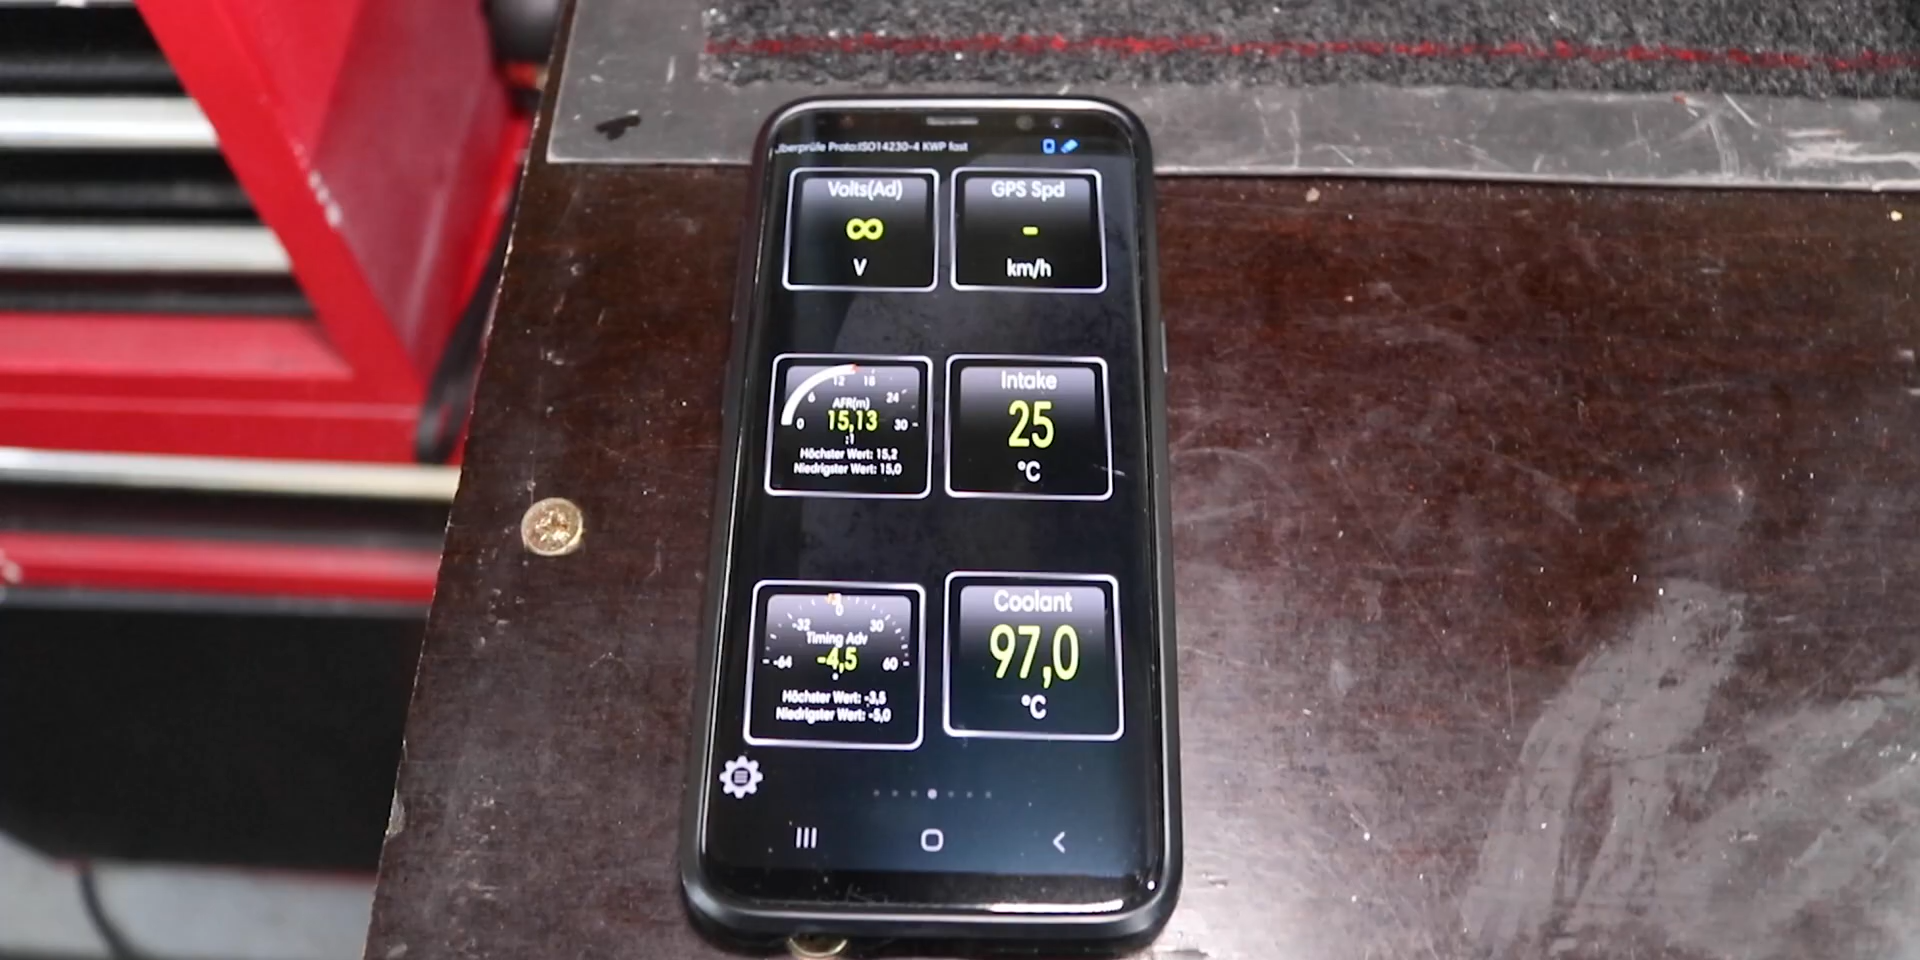 Überprüfe Proto:ISO14230-4 KWP fast
Volts(Ad)
∞
V
GPS Spd
-
km/h
12 18
6 24
AFR(m)
0 15,13 30
:1
Höchster Wert: 15,2
Niedrigster Wert: 15,0
Intake
25
°C
0
-32 30
Timing Adv
-64 -4,5 60
°
Höchster Wert: -3,5
Niedrigster Wert: -5,0
Coolant
97,0
°C